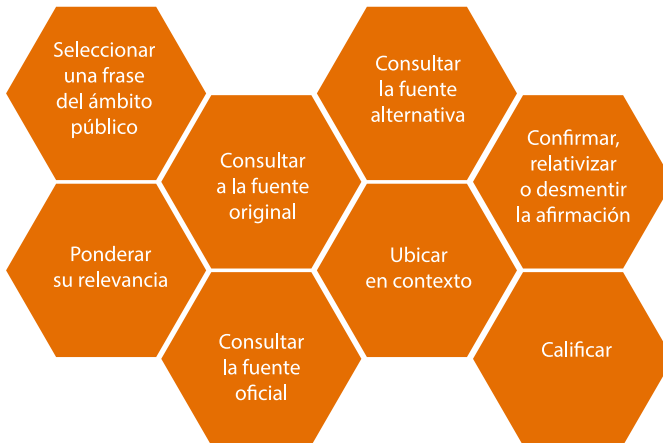 Seleccionar
una frase
del ámbito
público
Ponderar
su relevancia
Consultar
a la fuente
original
Consultar
la fuente
oficial
Consultar
la fuente
alternativa
Ubicar
en contexto
Confirmar,
relativizar
o desmentir
la afirmación
Calificar